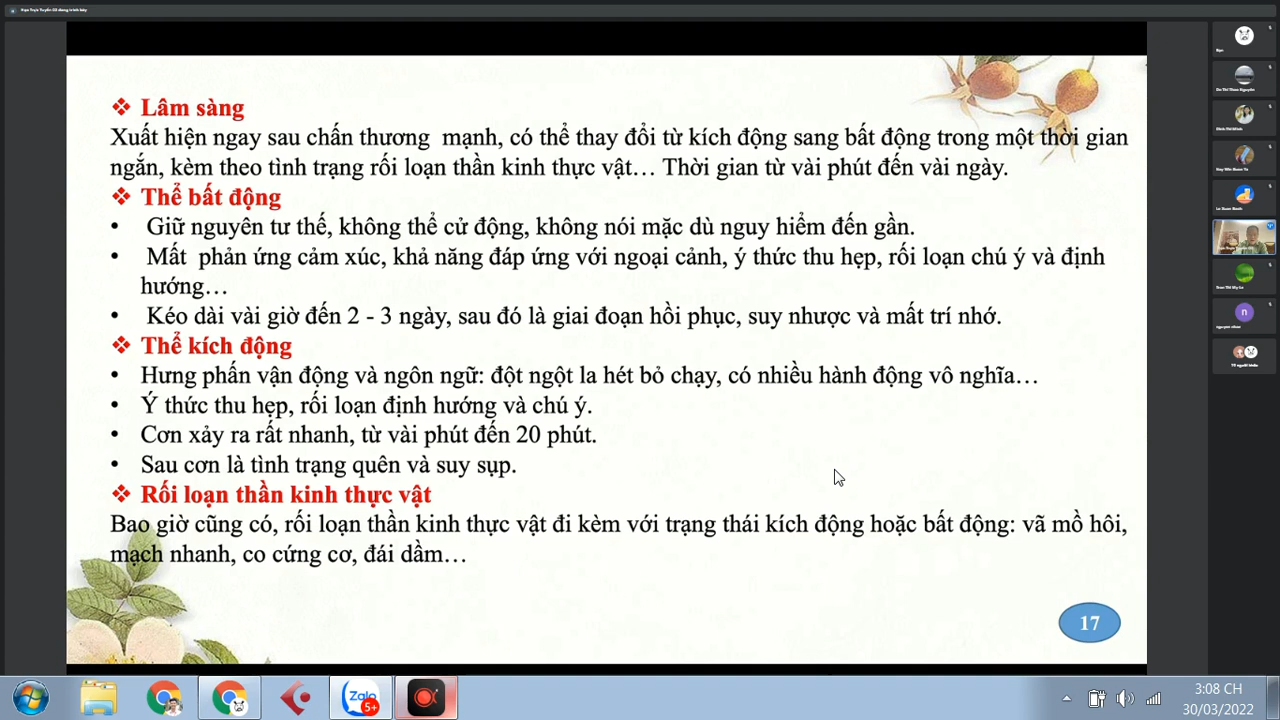 ❖ Lâm sàng
Xuất hiện ngay sau chấn thương mạnh, có thể thay đổi từ kích động sang bất động trong một thời gian
ngắn, kèm theo tình trạng rối loạn thần kinh thực vật… Thời gian từ vài phút đến vài ngày.
❖ Thể bất động
• Giữ nguyên tư thế, không thể cử động, không nói mặc dù nguy hiểm đến gần.
• Mất phản ứng cảm xúc, khả năng đáp ứng với ngoại cảnh, ý thức thu hẹp, rối loạn chú ý và định
hướng…
• Kéo dài vài giờ đến 2 - 3 ngày, sau đó là giai đoạn hồi phục, suy nhược và mất trí nhớ.
❖ Thể kích động
• Hưng phấn vận động và ngôn ngữ: đột ngột la hét bỏ chạy, có nhiều hành động vô nghĩa…
• Ý thức thu hẹp, rối loạn định hướng và chú ý.
• Cơn xảy ra rất nhanh, từ vài phút đến 20 phút.
• Sau cơn là tình trạng quên và suy sụp.
❖ Rối loạn thần kinh thực vật
Bao giờ cũng có, rối loạn thần kinh thực vật đi kèm với trạng thái kích động hoặc bất động: vã mồ hôi,
mạch nhanh, co cứng cơ, đái dầm…
17
Bạn
n
Zalo
5+
3:08 CH
30/03/2022